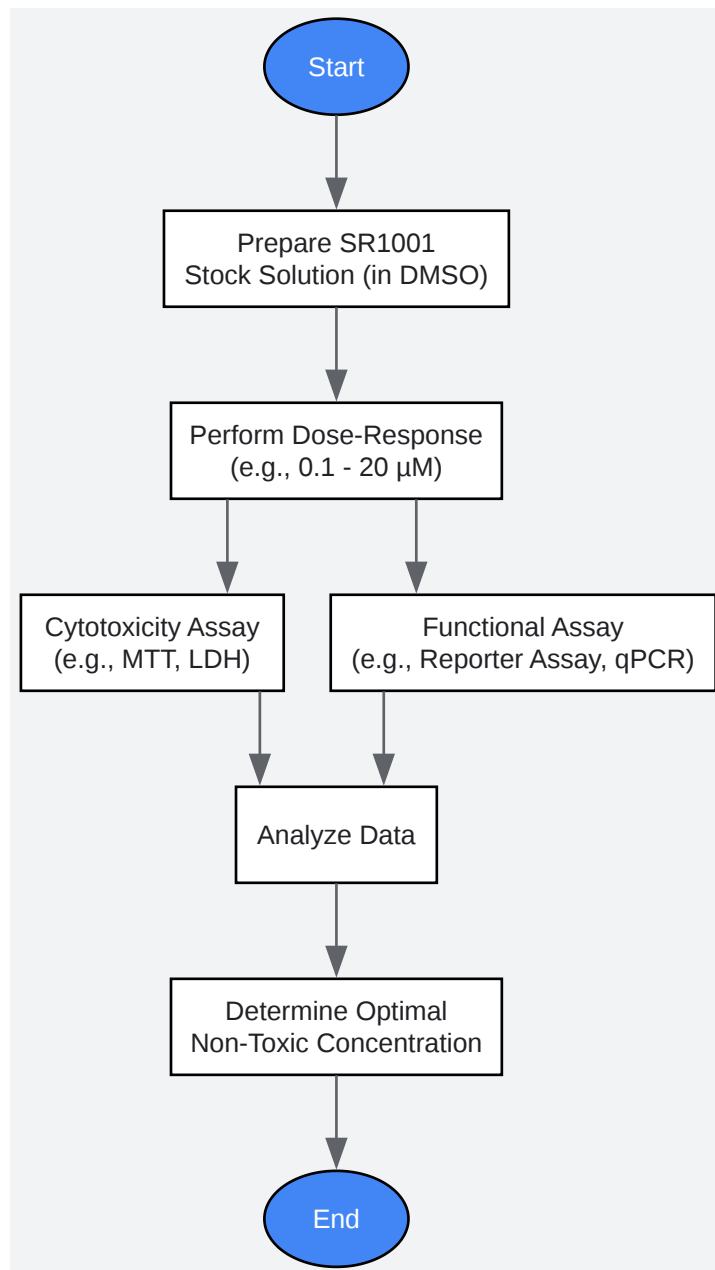 Start
Prepare SR1001
Stock Solution (in DMSO)
Perform Dose-Response
(e.g., 0.1 - 20 µM)
Cytotoxicity Assay
(e.g., MTT, LDH)
Functional Assay
(e.g., Reporter Assay, qPCR)
Analyze Data
Determine Optimal
Non-Toxic Concentration
End